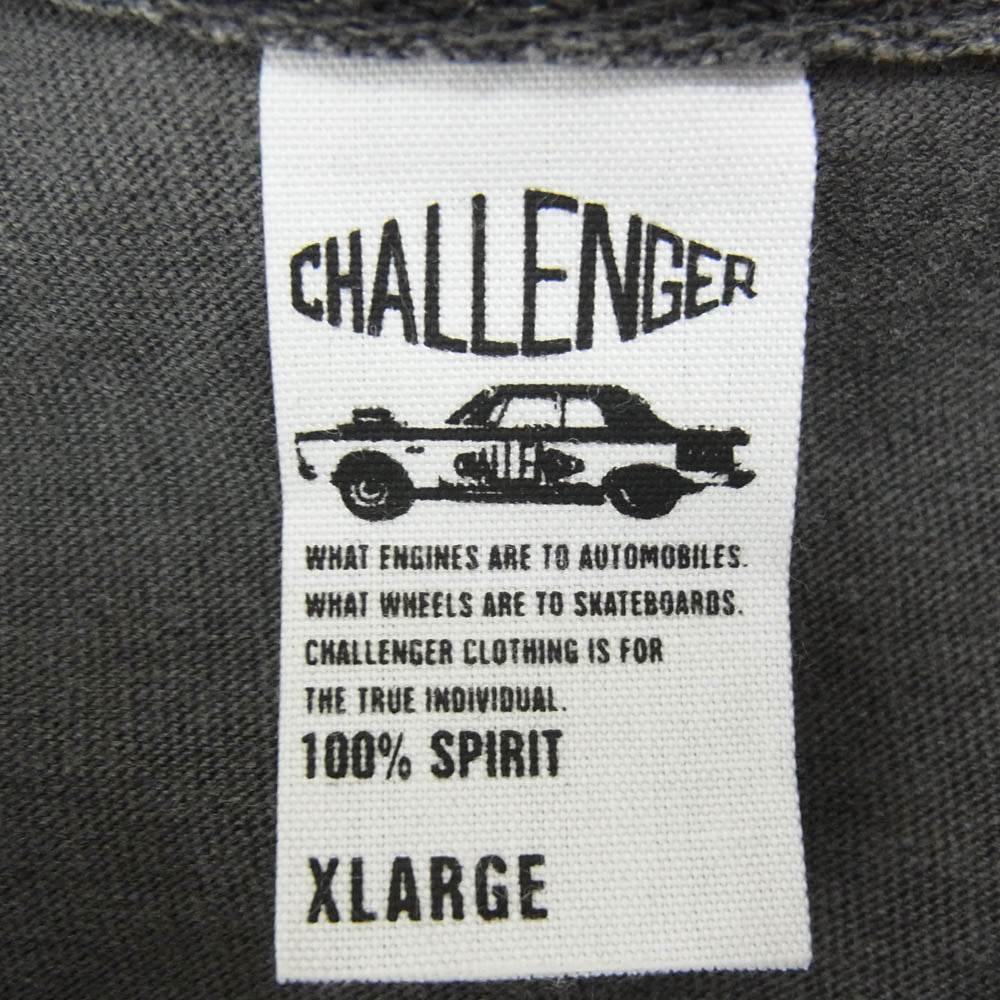 CHALLENGER
CHALLENGER
WHAT ENGINES ARE TO AUTOMOBILES.
WHAT WHEELS ARE TO SKATEBOARDS.
CHALLENGER CLOTHING IS FOR
THE TRUE INDIVIDUAL.
100% SPIRIT
XLARGE